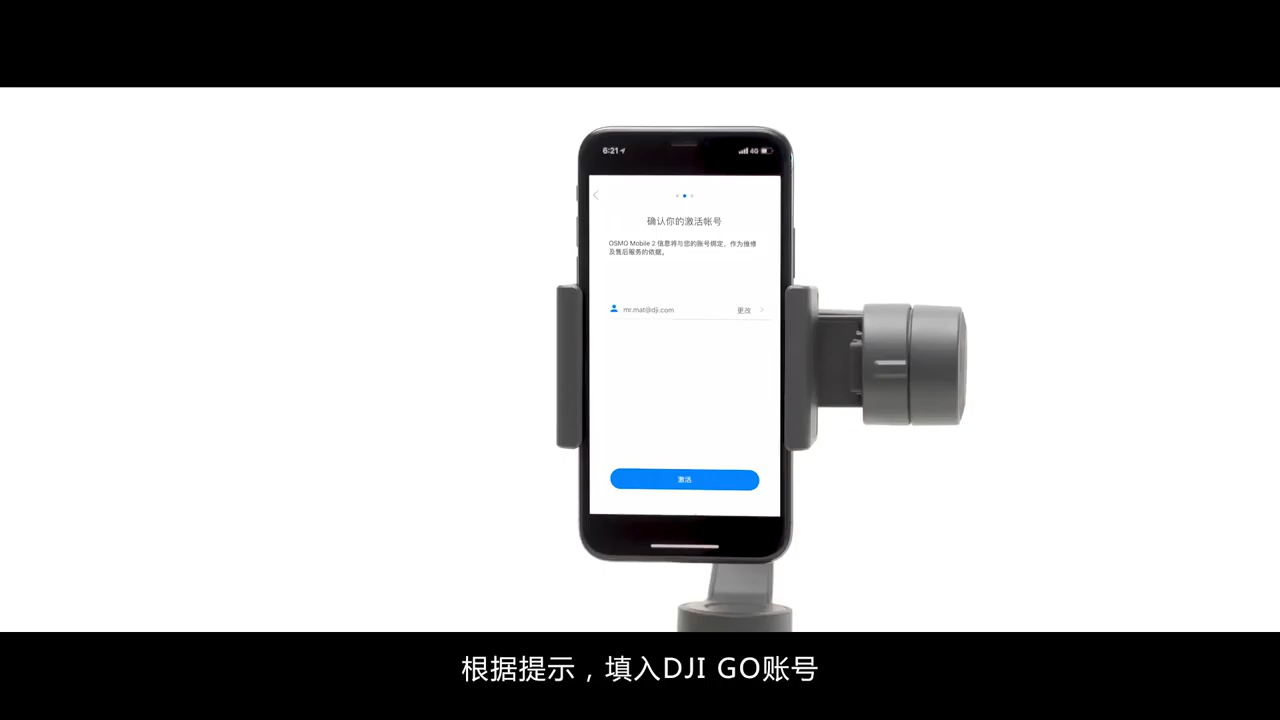 6:21
4G
确认你的激活帐号
OSMO Mobile 2 信息将与您的账号绑定，作为维修
及售后服务的依据。
mr.mat@dji.com 更改
激活
根据提示，填入DJI GO账号